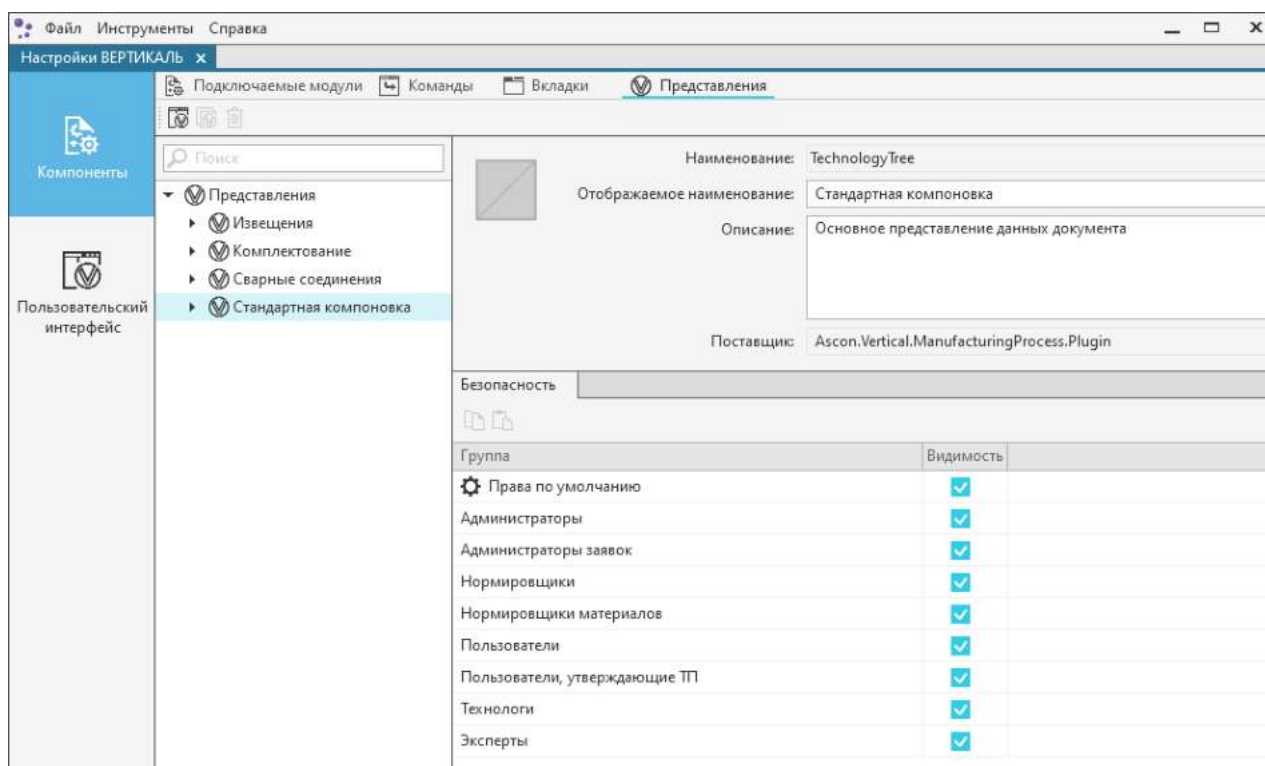 Файл Инструменты Справка
Настройки ВЕРТИКАЛЬ x
Подключаемые модули Команды Вкладки Представления
Компоненты
Пользовательский
интерфейс
Поиск
Представления
Извещения
Комплектование
Сварные соединения
Стандартная компоновка
Наименование: TechnologyTree
Отображаемое наименование: Стандартная компоновка
Описание: Основное представление данных документа
Поставщик: Ascon.Vertical.ManufacturingProcess.Plugin
Безопасность
Группа Видимость
Права по умолчанию
Администраторы
Администраторы заявок
Нормировщики
Нормировщики материалов
Пользователи
Пользователи, утверждающие ТП
Технологи
Эксперты